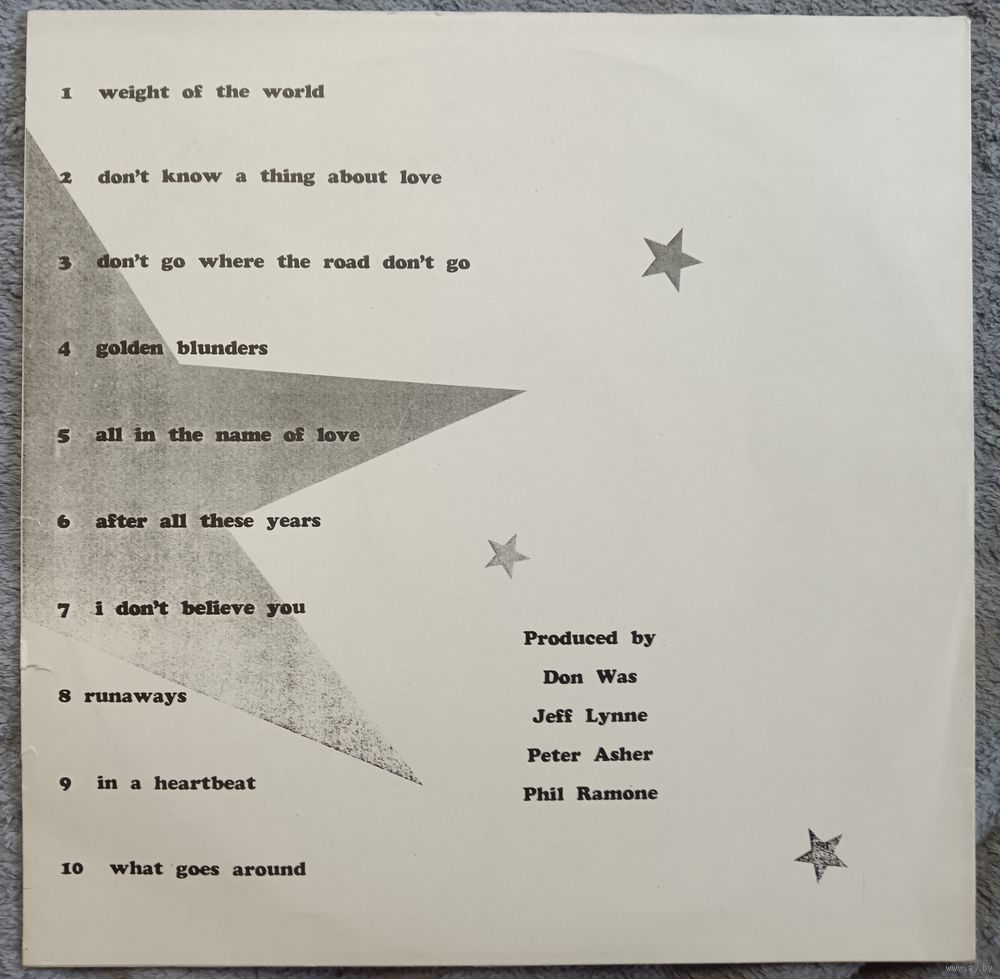 1 weight of the world
2 don't know a thing about love
3 don't go where the road don't go
4 golden blunders
5 all in the name of love
6 after all these years
7 i don't believe you
8 runaways
9 in a heartbeat
10 what goes around
Produced by
Don Was
Jeff Lynne
Peter Asher
Phil Ramone
www.ay.by